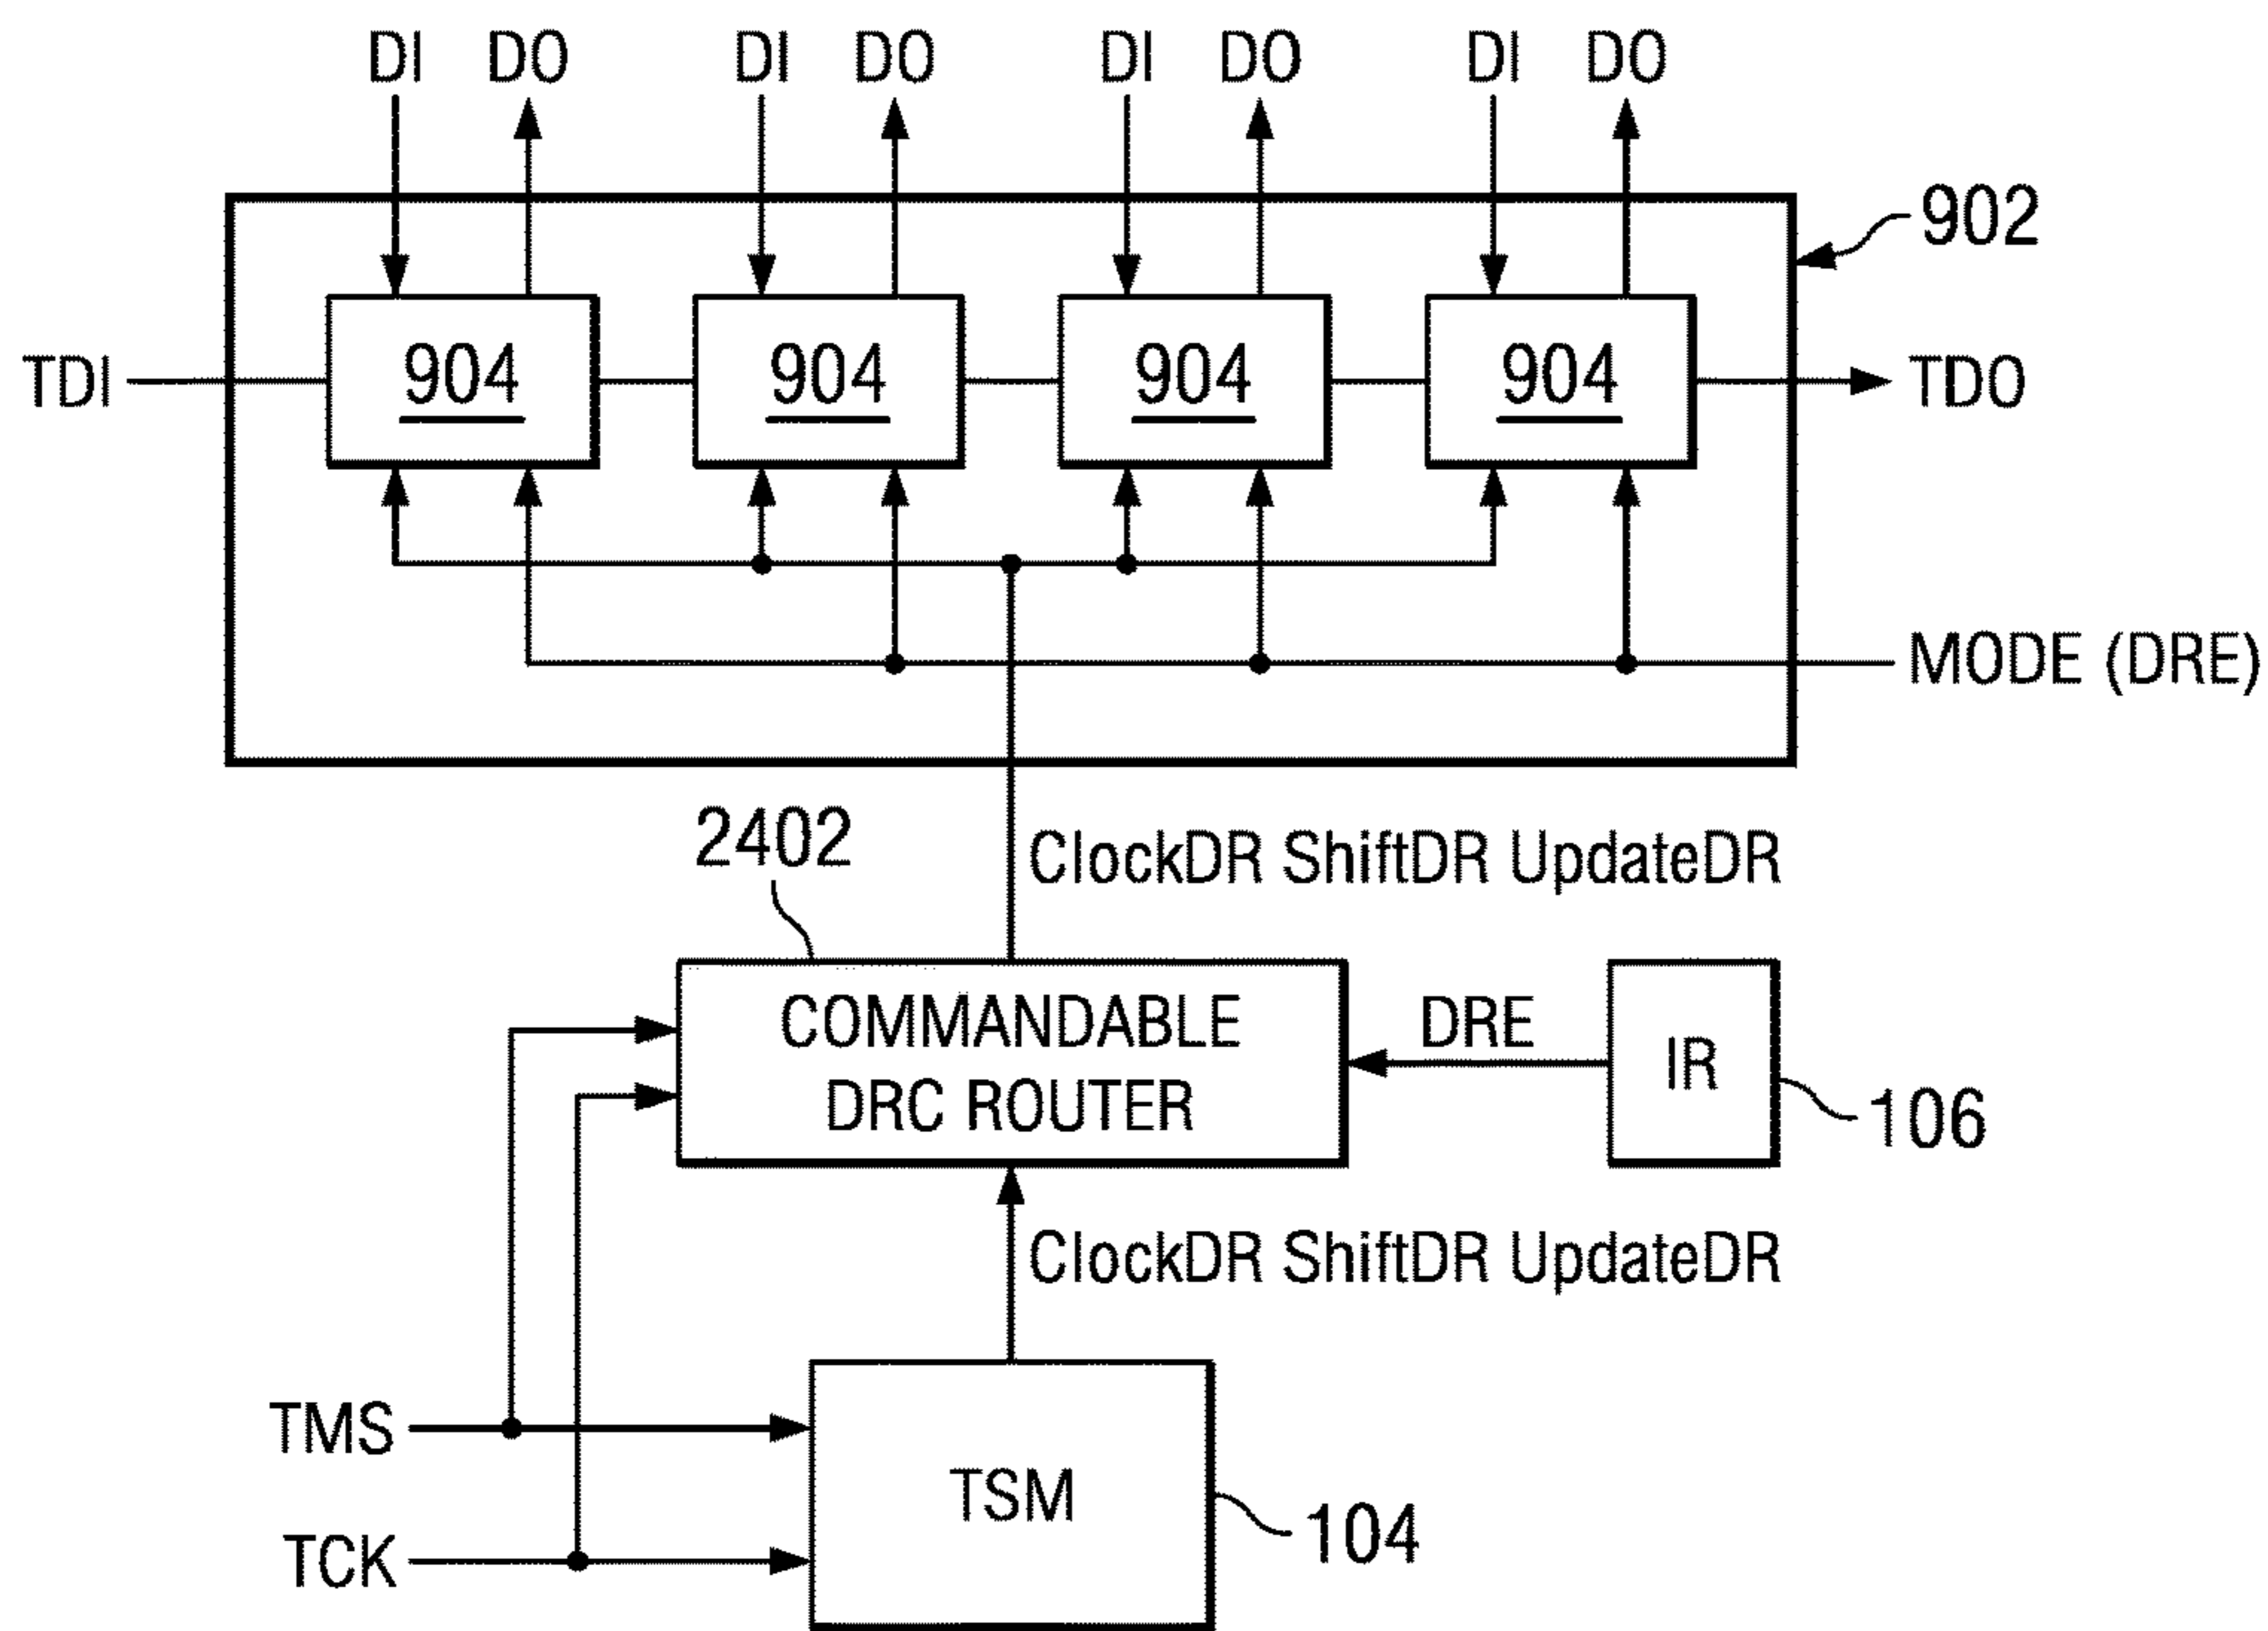 DI DO DI DO DI DO DI DO
902
TDI 904 904 904 904 TDO
MODE (DRE)
2402
ClockDR ShiftDR UpdateDR
COMMANDABLE
DRC ROUTER
DRE
IR
106
ClockDR ShiftDR UpdateDR
TMS
TSM
TCK
104